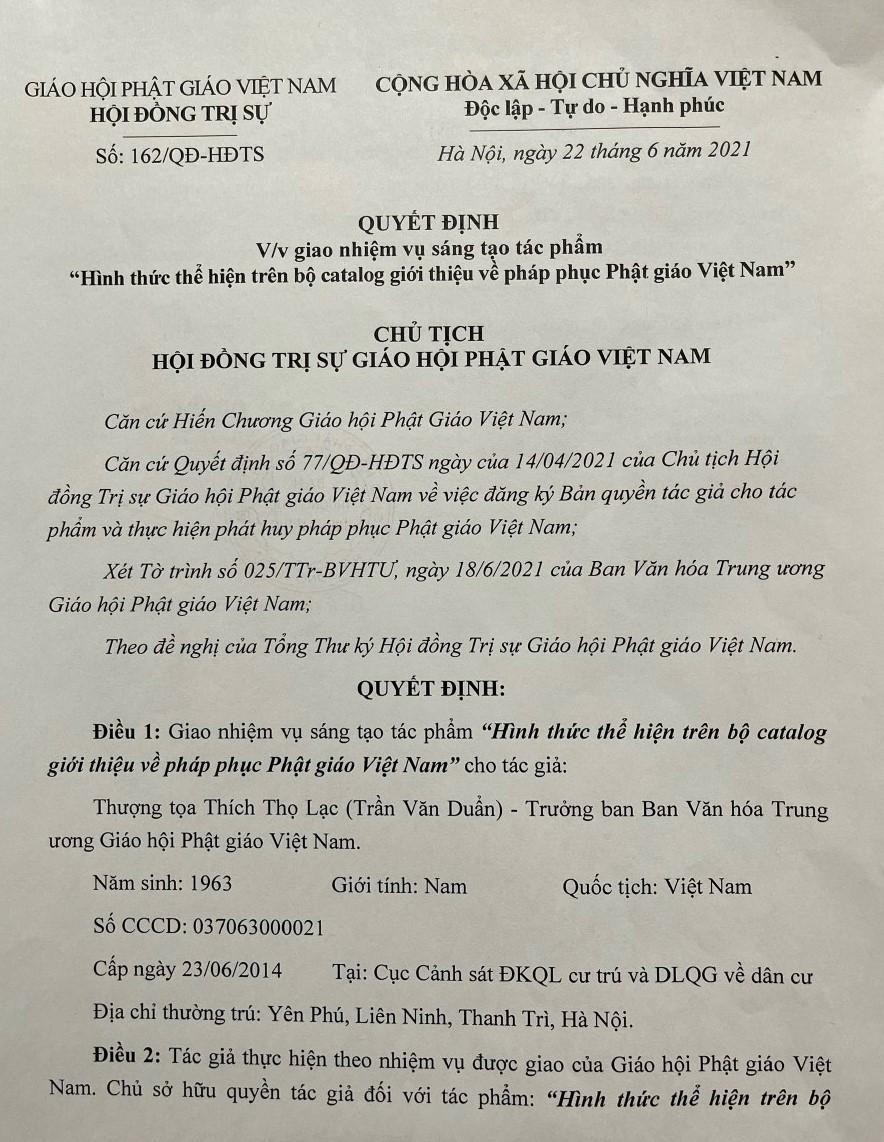 GIÁO HỘI PHẬT GIÁO VIỆT NAM
HỘI ĐỒNG TRỊ SỰ
Số: 162/QĐ-HĐTS
CỘNG HÒA XÃ HỘI CHỦ NGHĨA VIỆT NAM
Độc lập - Tự do - Hạnh phúc
Hà Nội, ngày 22 tháng 6 năm 2021
QUYẾT ĐỊNH
V/v giao nhiệm vụ sáng tạo tác phẩm
“Hình thức thể hiện trên bộ catalog giới thiệu về pháp phục Phật giáo Việt Nam”
CHỦ TỊCH
HỘI ĐỒNG TRỊ SỰ GIÁO HỘI PHẬT GIÁO VIỆT NAM
Căn cứ Hiến Chương Giáo hội Phật Giáo Việt Nam;
Căn cứ Quyết định số 77/QĐ-HĐTS ngày của 14/04/2021 của Chủ tịch Hội
đồng Trị sự Giáo hội Phật giáo Việt Nam về việc đăng ký Bản quyền tác giả cho tác
phẩm và thực hiện phát huy pháp phục Phật giáo Việt Nam;
Xét Tờ trình số 025/TTr-BVHTƯ, ngày 18/6/2021 của Ban Văn hóa Trung ương
Giáo hội Phật giáo Việt Nam;
Theo đề nghị của Tổng Thư ký Hội đồng Trị sự Giáo hội Phật giáo Việt Nam.
QUYẾT ĐỊNH:
Điều 1: Giao nhiệm vụ sáng tạo tác phẩm “Hình thức thể hiện trên bộ catalog
giới thiệu về pháp phục Phật giáo Việt Nam” cho tác giả:
Thượng tọa Thích Thọ Lạc (Trần Văn Duẩn) - Trưởng ban Ban Văn hóa Trung
ương Giáo hội Phật giáo Việt Nam.
Năm sinh: 1963 Giới tính: Nam Quốc tịch: Việt Nam
Số CCCD: 037063000021
Cấp ngày 23/06/2014 Tại: Cục Cảnh sát ĐKQL cư trú và DLQG về dân cư
Địa chỉ thường trú: Yên Phú, Liên Ninh, Thanh Trì, Hà Nội.
Điều 2: Tác giả thực hiện theo nhiệm vụ được giao của Giáo hội Phật giáo Việt
Nam. Chủ sở hữu quyền tác giả đối với tác phẩm: “Hình thức thể hiện trên bộ